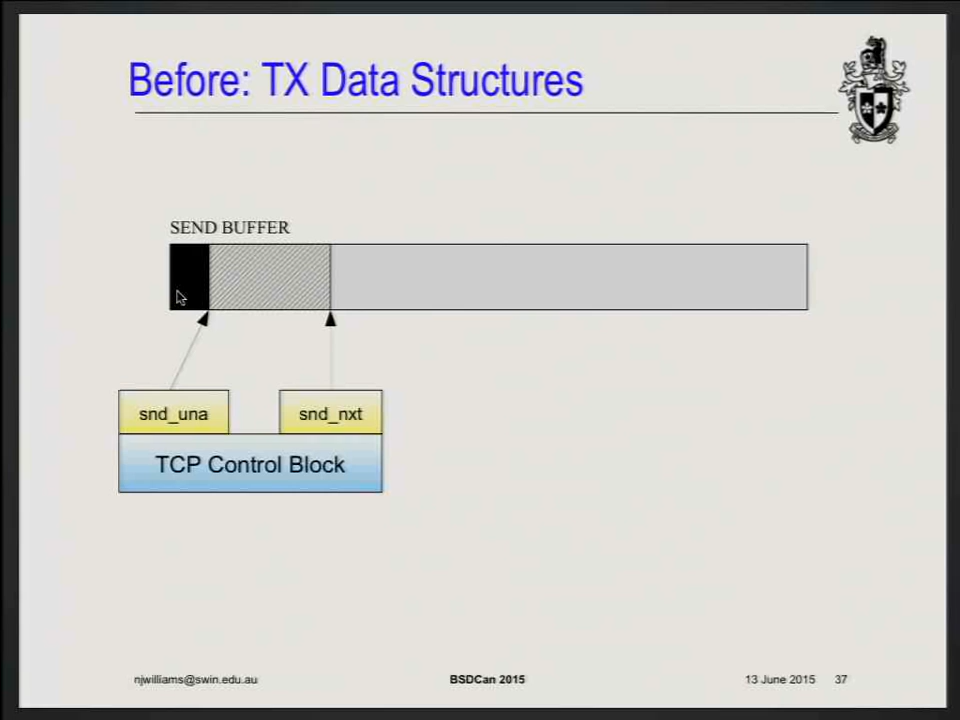 Before: TX Data Structures
SEND BUFFER
snd_una
snd_nxt
TCP Control Block
njwilliams@swin.edu.au
BSDCan 2015
13 June 2015
37